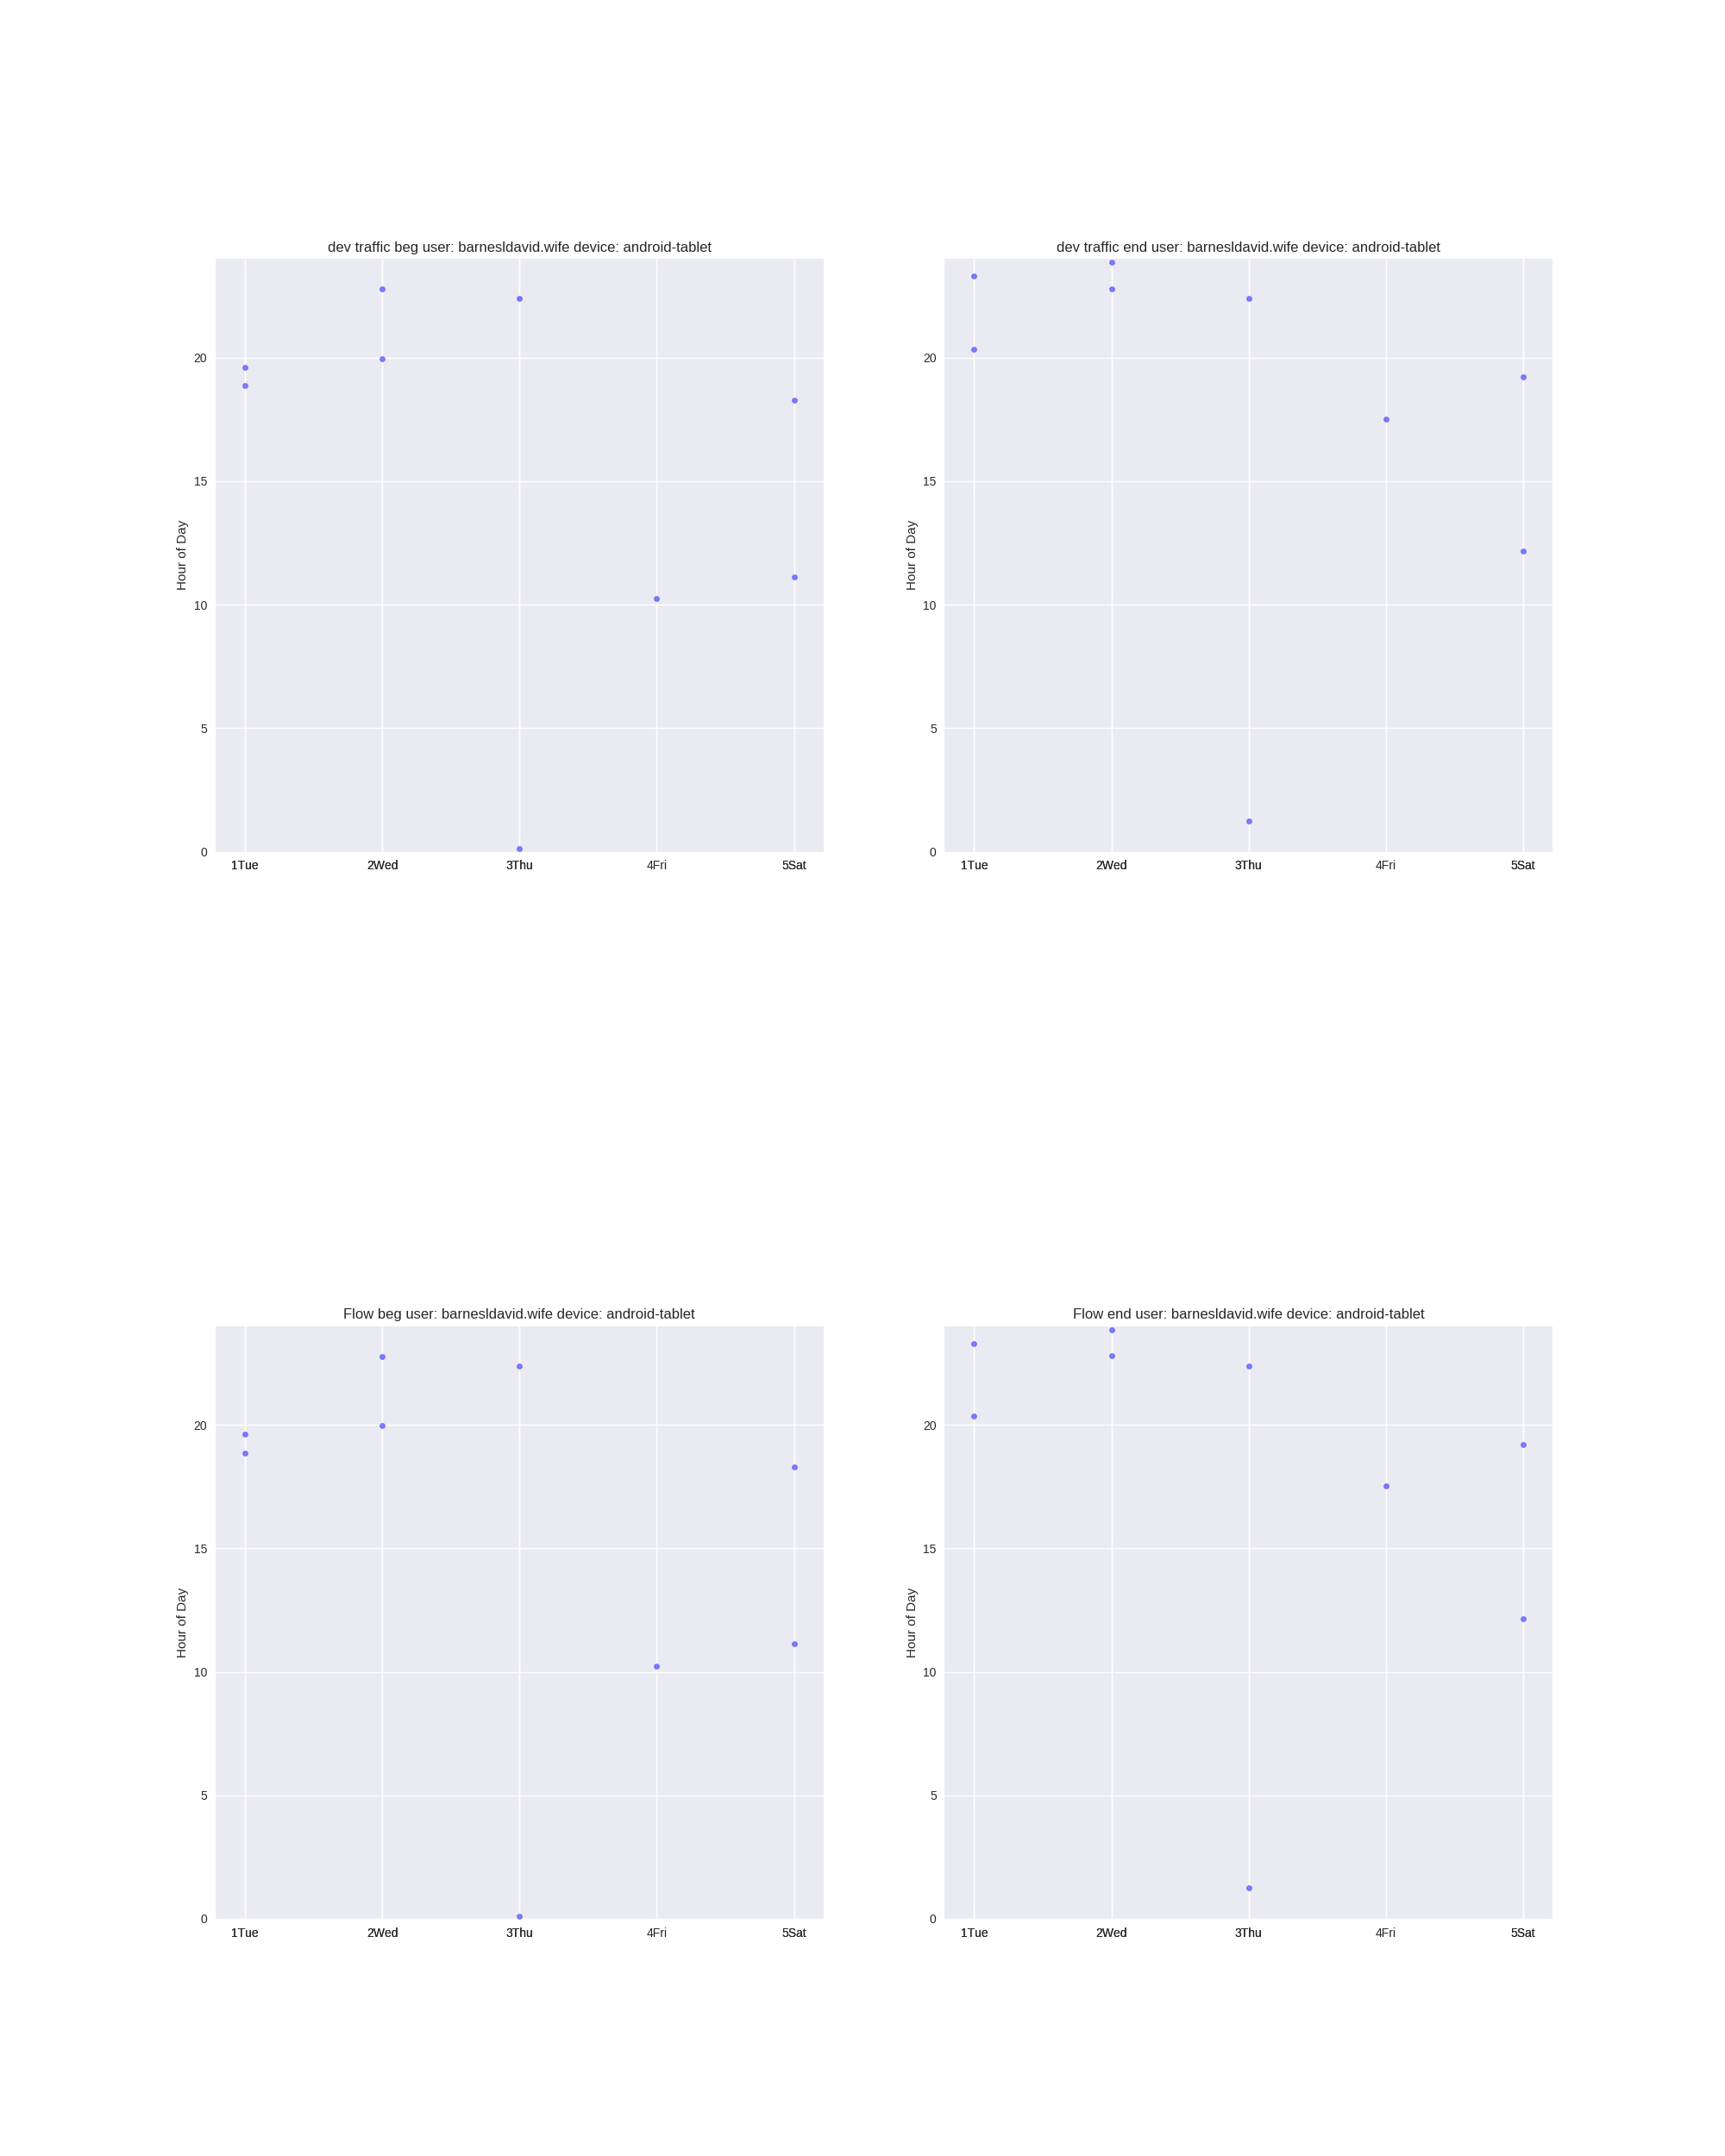 dev traffic beg user: barnesldavid.wife device: android-tablet
Hour of Day
20
15
10
5
0
1Tue 2Wed 3Thu 4Fri 5Sat
dev traffic end user: barnesldavid.wife device: android-tablet
Hour of Day
20
15
10
5
0
1Tue 2Wed 3Thu 4Fri 5Sat
Flow beg user: barnesldavid.wife device: android-tablet
Hour of Day
20
15
10
5
0
1Tue 2Wed 3Thu 4Fri 5Sat
Flow end user: barnesldavid.wife device: android-tablet
Hour of Day
20
15
10
5
0
1Tue 2Wed 3Thu 4Fri 5Sat